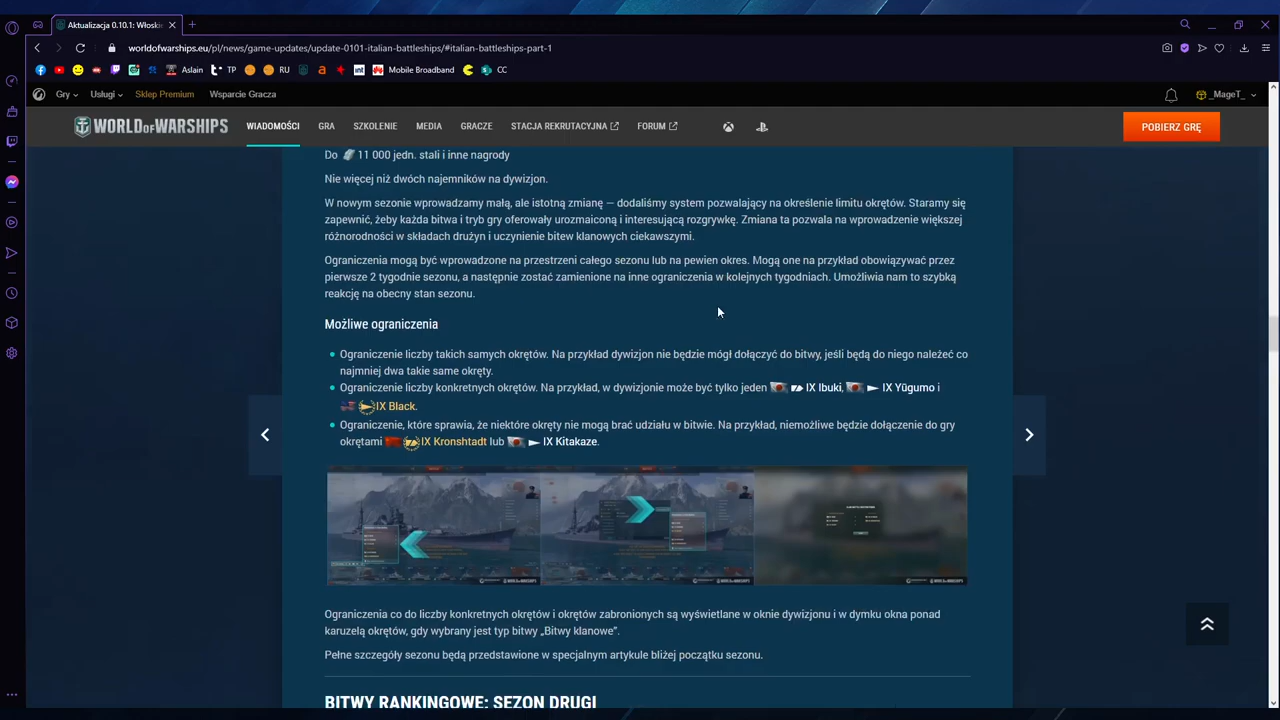 Aktualizacja 0.10.1: Włoskie
worldofwarships.eu/pl/news/game-updates/update-0101-italian-battleships/#italian-battleships-part-1
Aslain TP RU int Mobile Broadband CC
Gry Usługi Sklep Premium Wsparcie Gracza _MageT_
WORLD OF WARSHIPS WIADOMOŚCI GRA SZKOLENIE MEDIA GRACZE STACJA REKRUTACYJNA FORUM POBIERZ GRĘ
Do 11 000 jedn. stali i inne nagrody
Nie więcej niż dwóch najemników na dywizjon.
W nowym sezonie wprowadzamy małą, ale istotną zmianę — dodaliśmy system pozwalający na określenie limitu okrętów. Staramy się
zapewnić, żeby każda bitwa i tryb gry oferowały urozmaiconą i interesującą rozgrywkę. Zmiana ta pozwala na wprowadzenie większej
różnorodności w składach drużyn i uczynienie bitew klanowych ciekawszymi.
Ograniczenia mogą być wprowadzone na przestrzeni całego sezonu lub na pewien okres. Mogą one na przykład obowiązywać przez
pierwsze 2 tygodnie sezonu, a następnie zostać zamienione na inne ograniczenia w kolejnych tygodniach. Umożliwia nam to szybką
reakcję na obecny stan sezonu.
Możliwe ograniczenia
Ograniczenie liczby takich samych okrętów. Na przykład dywizjon nie będzie mógł dołączyć do bitwy, jeśli będą do niego należeć co
najmniej dwa takie same okręty.
Ograniczenie liczby konkretnych okrętów. Na przykład, w dywizjonie może być tylko jeden IX Ibuki, IX Yūgumo i
IX Black.
Ograniczenie, które sprawia, że niektóre okręty nie mogą brać udziału w bitwie. Na przykład, niemożliwe będzie dołączenie do gry
okrętami IX Kronshtadt lub IX Kitakaze.
WORLD OF WARSHIPS WORLD OF WARSHIPS WORLD OF WARSHIPS
Ograniczenia co do liczby konkretnych okrętów i okrętów zabronionych są wyświetlane w oknie dywizjonu i w dymku okna ponad
karuzelą okrętów, gdy wybrany jest typ bitwy „Bitwy klanowe”.
Pełne szczegóły sezonu będą przedstawione w specjalnym artykule bliżej początku sezonu.
BITWY RANKINGOWE: SEZON DRUGI